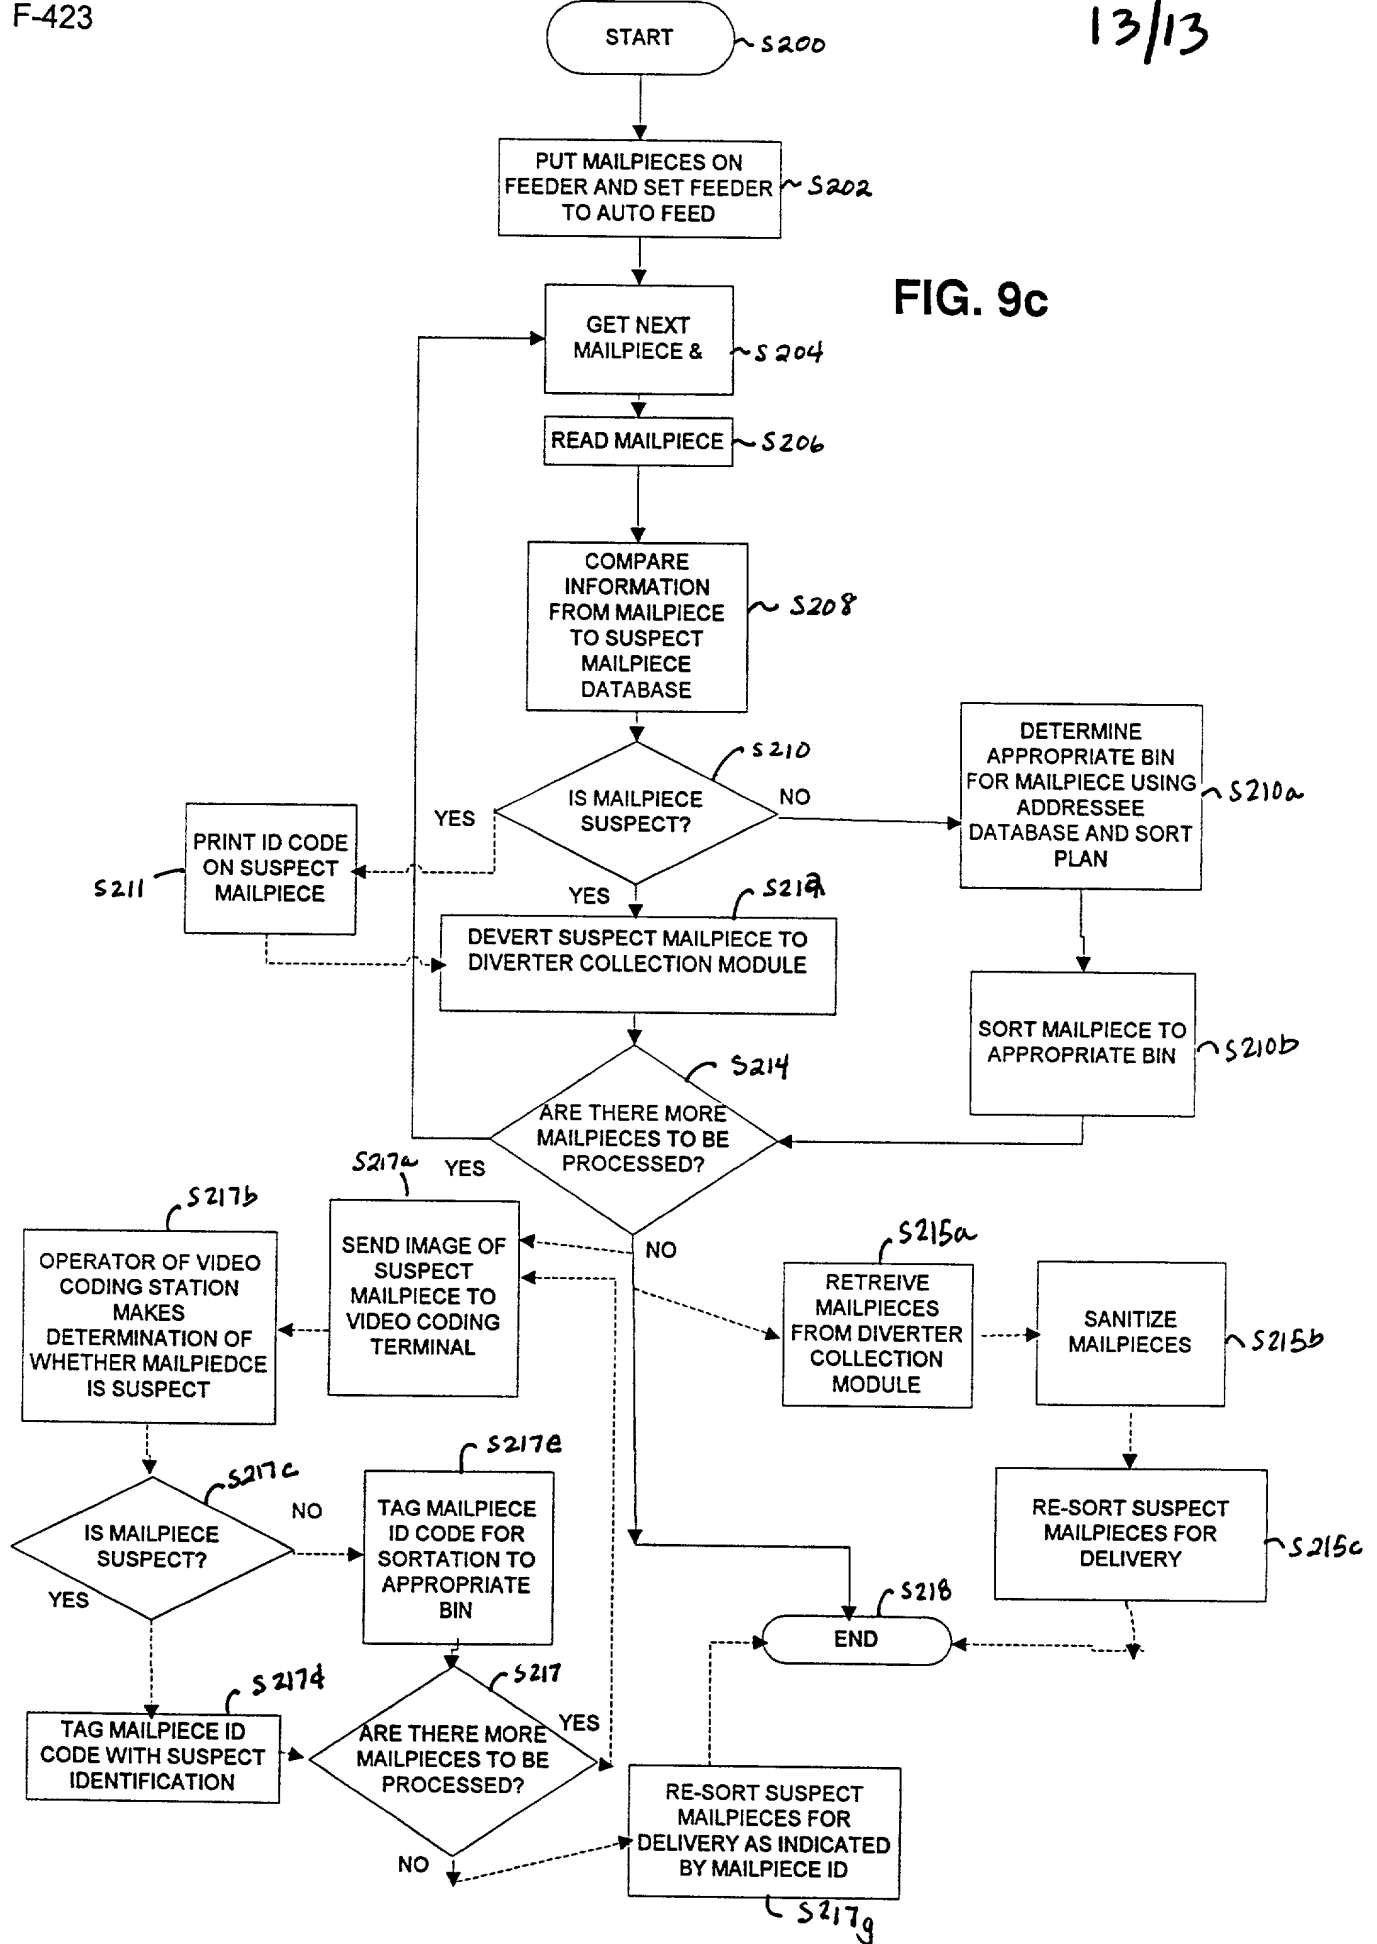 F-423
13/13
START
S200
PUT MAILPIECES ON
FEEDER AND SET FEEDER
TO AUTO FEED
S202
FIG. 9c
GET NEXT
MAILPIECE &
S204
READ MAILPIECE
S206
COMPARE
INFORMATION
FROM MAILPIECE
TO SUSPECT
MAILPIECE
DATABASE
S208
S210
IS MAILPIECE
SUSPECT?
YES
NO
YES
DETERMINE
APPROPRIATE BIN
FOR MAILPIECE USING
ADDRESSEE
DATABASE AND SORT
PLAN
S210a
PRINT ID CODE
ON SUSPECT
MAILPIECE
S211
S212
DEVERT SUSPECT MAILPIECE TO
DIVERTER COLLECTION MODULE
SORT MAILPIECE TO
APPROPRIATE BIN
S210b
S214
ARE THERE MORE
MAILPIECES TO BE
PROCESSED?
YES
NO
S217a
SEND IMAGE OF
SUSPECT
MAILPIECE TO
VIDEO CODING
TERMINAL
S217b
OPERATOR OF VIDEO
CODING STATION
MAKES
DETERMINATION OF
WHETHER MAILPIEDCE
IS SUSPECT
S215a
RETREIVE
MAILPIECES
FROM DIVERTER
COLLECTION
MODULE
SANITIZE
MAILPIECES
S215b
S217c
IS MAILPIECE
SUSPECT?
NO
YES
S217e
TAG MAILPIECE
ID CODE FOR
SORTATION TO
APPROPRIATE
BIN
RE-SORT SUSPECT
MAILPIECES FOR
DELIVERY
S215c
S218
END
S217d
TAG MAILPIECE ID
CODE WITH SUSPECT
IDENTIFICATION
S217
ARE THERE MORE
MAILPIECES TO BE
PROCESSED?
YES
NO
RE-SORT SUSPECT
MAILPIECES FOR
DELIVERY AS INDICATED
BY MAILPIECE ID
S217g